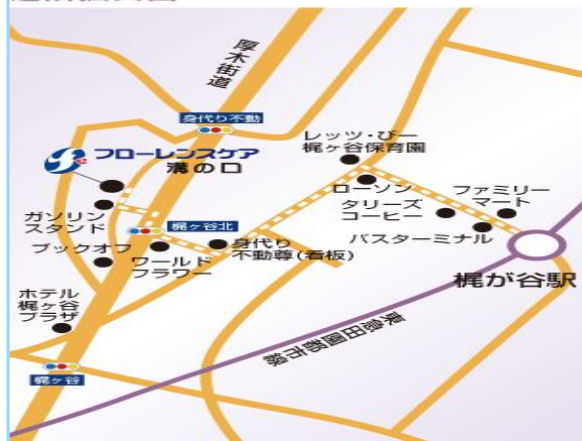 厚木街道
身代り不動
フローレンスケア
溝の口
レッツ・びー
梶ヶ谷保育園
ローソン
ファミリー
マート
タリーズ
コーヒー
バスターミナル
ガソリン
スタンド
梶ヶ谷北
身代り
不動尊(看板)
ブックオフ
ワールド
フラワー
梶が谷駅
ホテル
梶ヶ谷
プラザ
東急田園都市線
梶ヶ谷